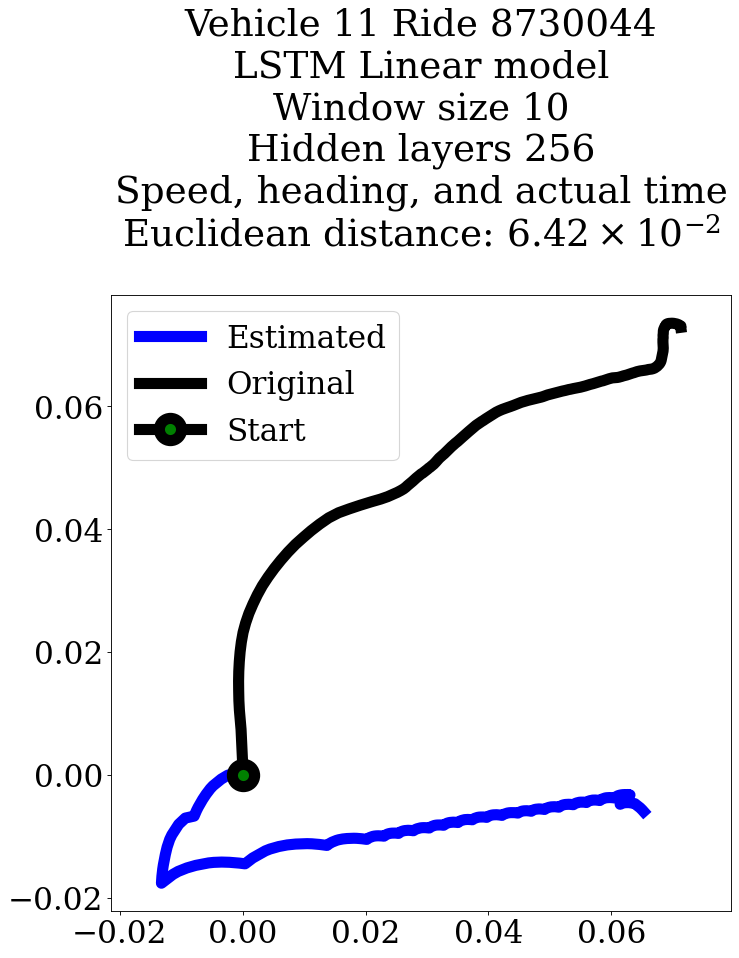 Vehicle 11 Ride 8730044
LSTM Linear model
Window size 10
Hidden layers 256
Speed, heading, and actual time
Euclidean distance: 6.42 × 10⁻²
Estimated
Original
Start
0.06
0.04
0.02
0.00
−0.02
−0.02 0.00 0.02 0.04 0.06